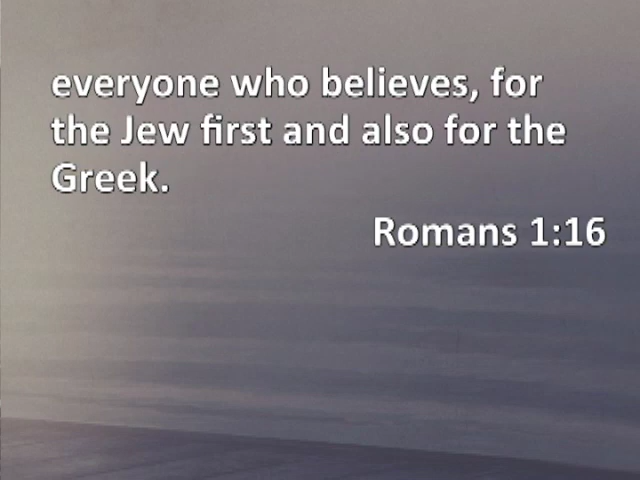 everyone who believes, for
the Jew first and also for the
Greek.
Romans 1:16